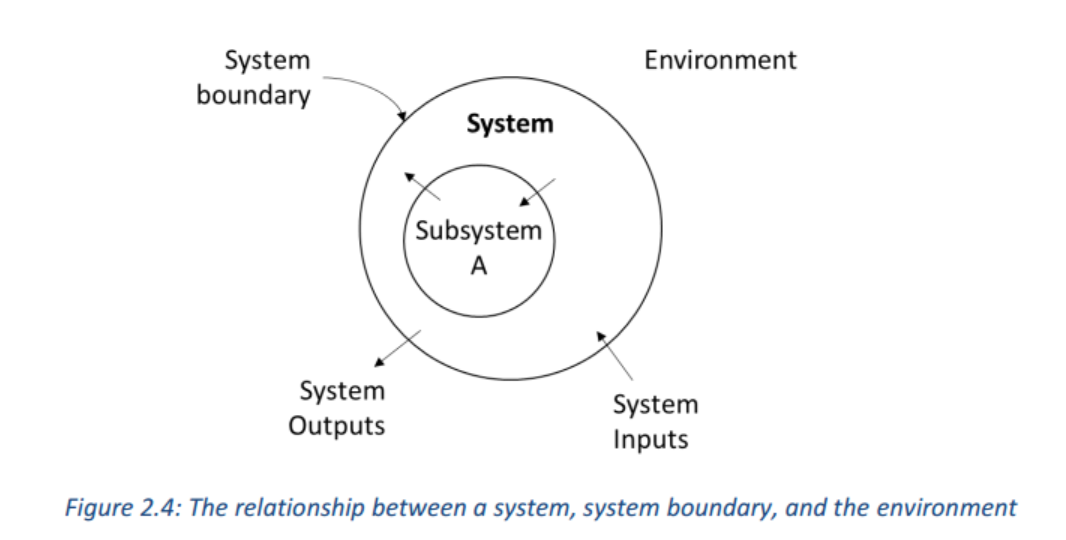 System
boundary
Environment
System
Subsystem
A
System
Outputs
System
Inputs
Figure 2.4: The relationship between a system, system boundary, and the environment